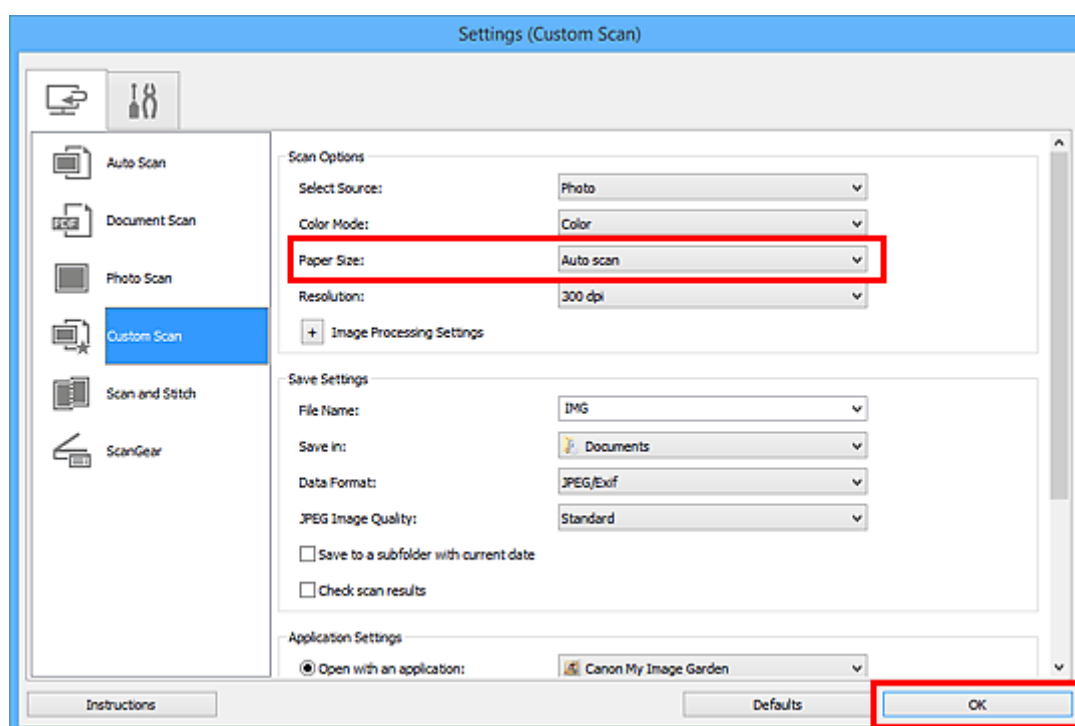 Settings (Custom Scan)
Auto Scan
Document Scan
Photo Scan
Custom Scan
Scan and Stitch
ScanGear
Scan Options
Select Source: Photo
Color Mode: Color
Paper Size: Auto scan
Resolution: 300 dpi
+ Image Processing Settings
Save Settings
File Name: IMG
Save in: Documents
Data Format: JPEG/Exif
JPEG Image Quality: Standard
Save to a subfolder with current date
Check scan results
Application Settings
Open with an application: Canon My Image Garden
Instructions Defaults OK